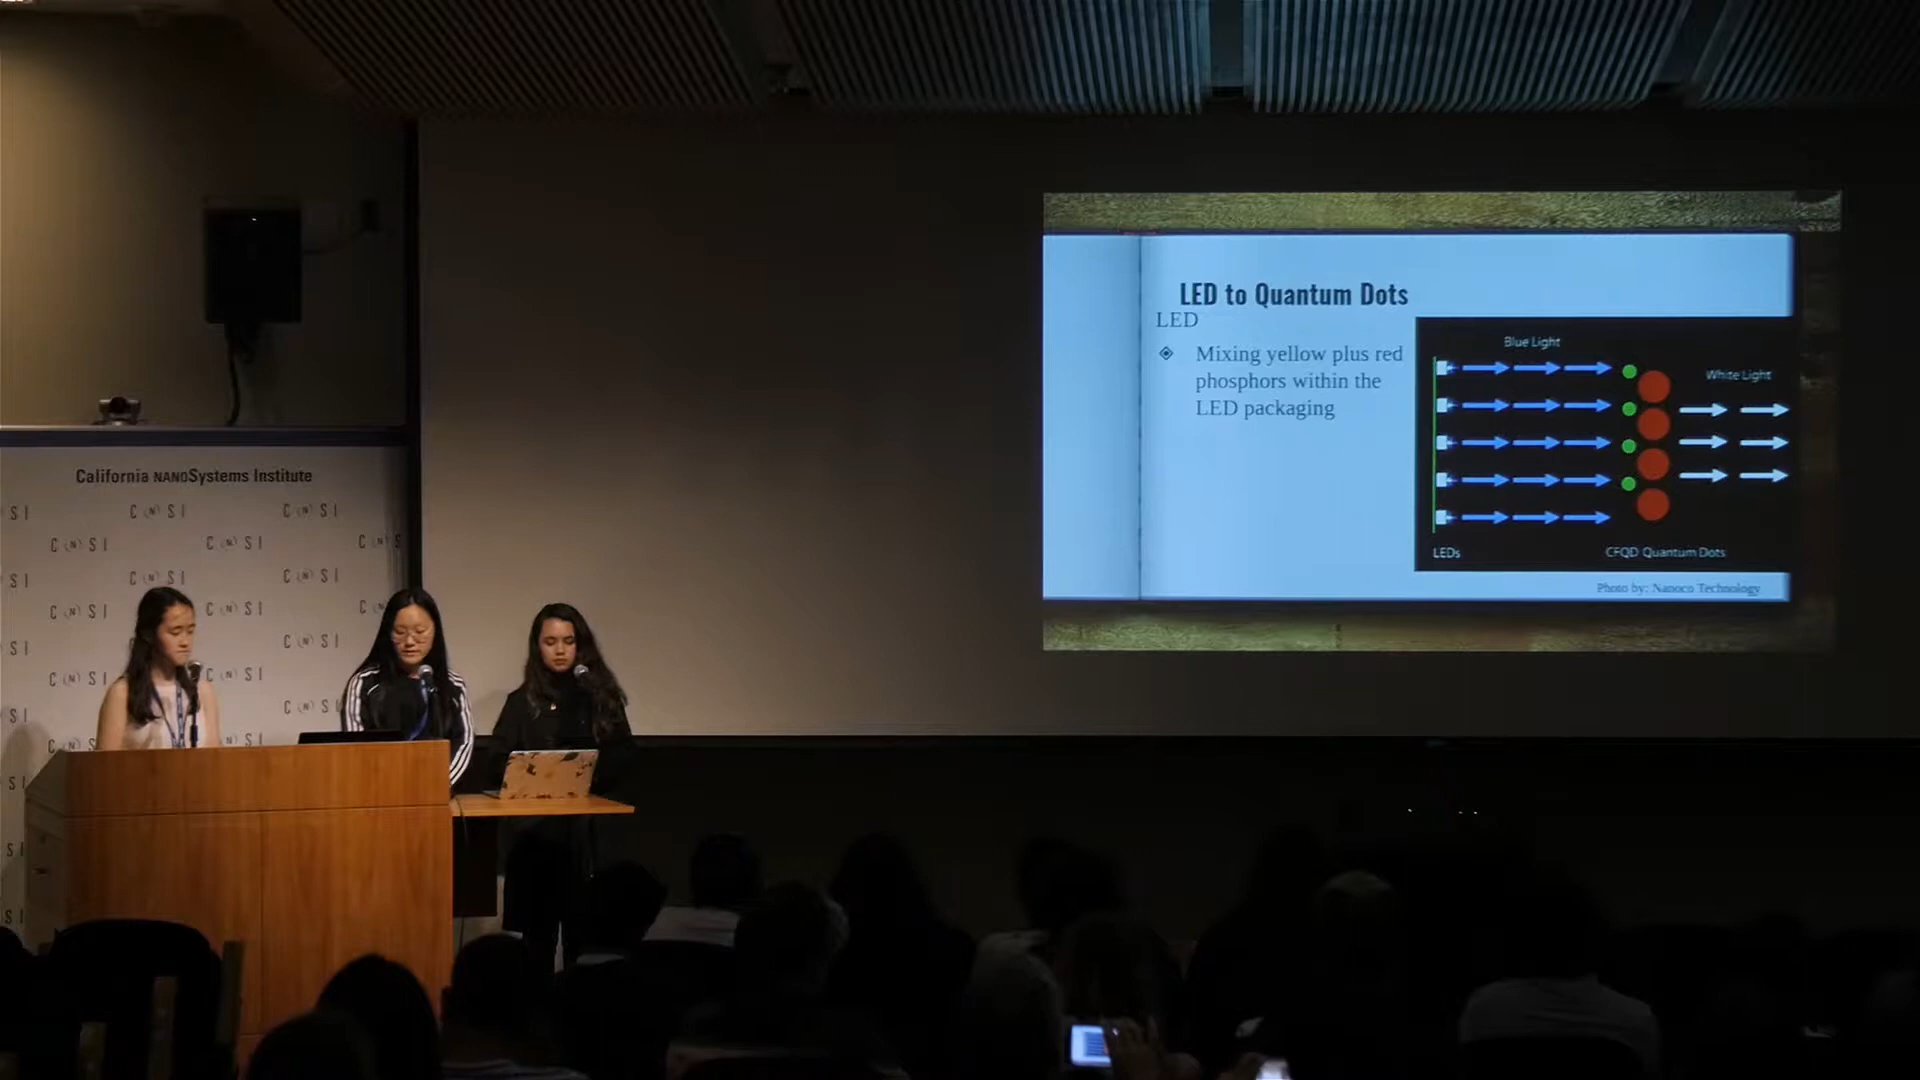 California NANOSystems Institute
C N S I
LED to Quantum Dots
LED
Mixing yellow plus red
phosphors within the
LED packaging
Blue Light
White Light
LEDs
CFQD Quantum Dots
Photo by: Nanoco Technology